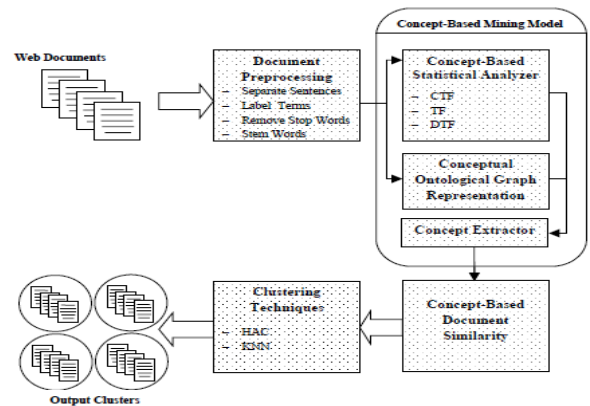 Concept-Based Mining Model
Web Documents
Document
Preprocessing
– Separate Sentences
– Label Terms
– Remove Stop Words
– Stem Words
Concept-Based
Statistical Analyzer
– CTF
– TF
– DTF
Conceptual
Ontological Graph
Representation
Concept Extractor
Concept-Based
Document
Similarity
Clustering
Techniques
– HAC
– KNN
Output Clusters